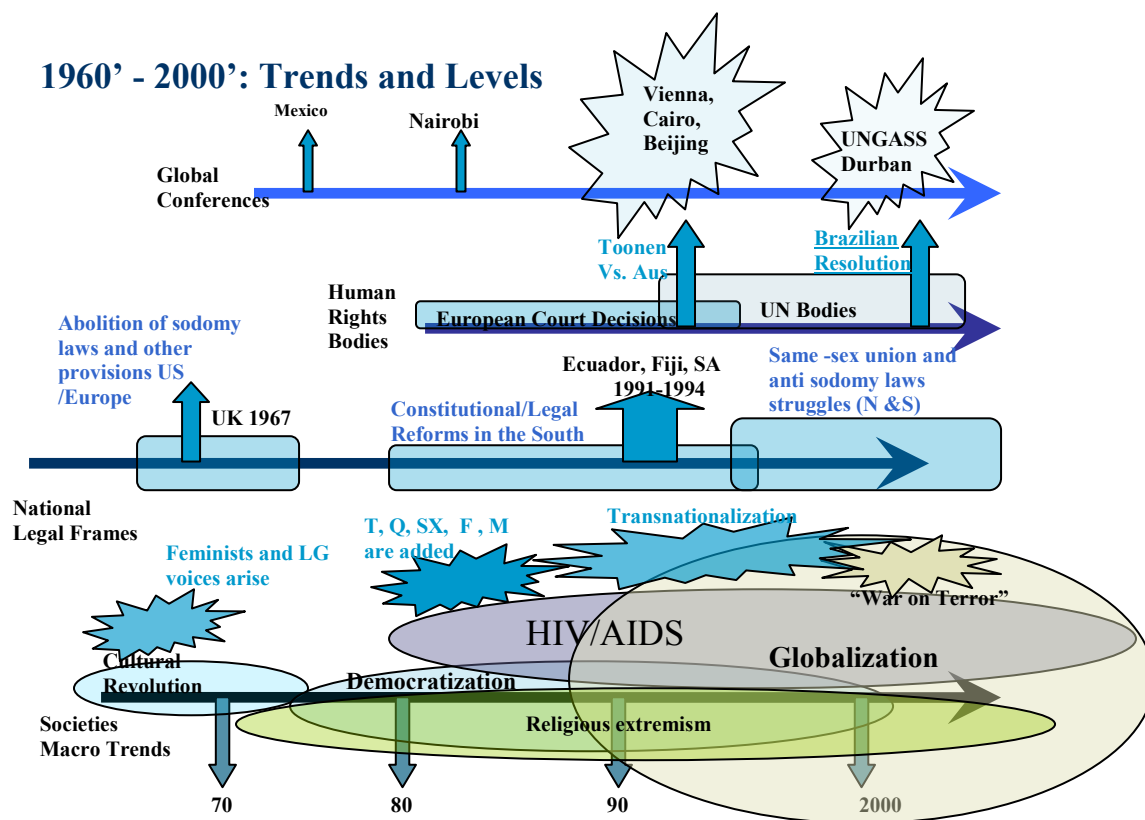 1960’ - 2000’: Trends and Levels
Mexico
Nairobi
Vienna,
Cairo,
Beijing
UNGASS
Durban
Global
Conferences
Toonen
Vs. Aus
Brazilian
Resolution
Human
Rights
Bodies
European Court Decisions
UN Bodies
Abolition of sodomy
laws and other
provisions US
/Europe
UK 1967
Ecuador, Fiji, SA
1991-1994
Constitutional/Legal
Reforms in the South
Same -sex union and
anti sodomy laws
struggles (N &S)
National
Legal Frames
Feminists and LG
voices arise
T, Q, SX, F , M
are added
Transnationalization
“War on Terror”
HIV/AIDS
Globalization
Cultural
Revolution
Democratization
Religious extremism
Societies
Macro Trends
70
80
90
2000